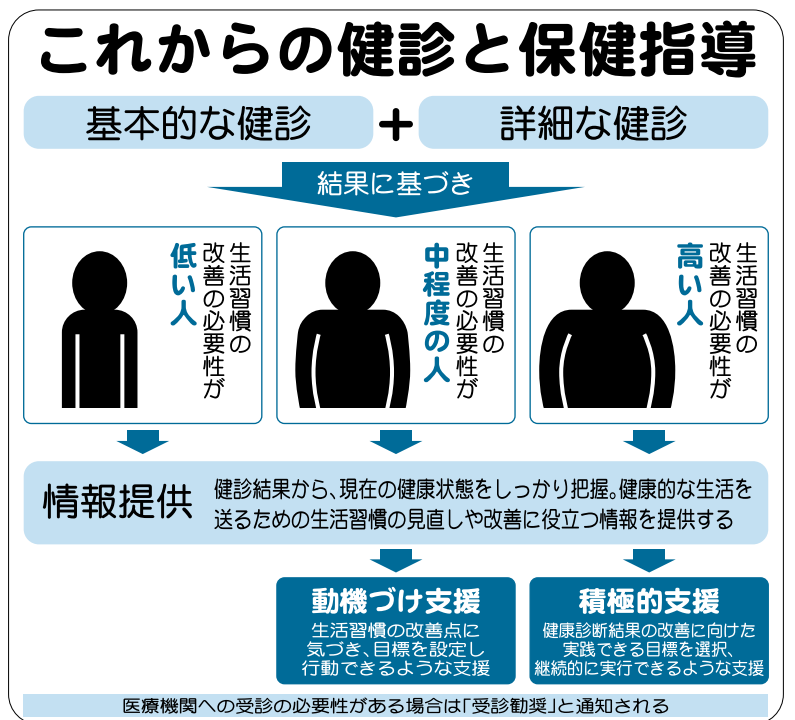 これからの健診と保健指導
基本的な健診
+
詳細な健診
結果に基づき
生活習慣の
改善の必要性が
低い人
生活習慣の
改善の必要性が
中程度の人
生活習慣の
改善の必要性が
高い人
情報提供
健診結果から、現在の健康状態をしっかり把握。健康的な生活を
送るための生活習慣の見直しや改善に役立つ情報を提供する
動機づけ支援
生活習慣の改善点に
気づき、目標を設定し
行動できるような支援
積極的支援
健康診断結果の改善に向けた
実践できる目標を選択、
継続的に実行できるような支援
医療機関への受診の必要性がある場合は「受診勧奨」と通知される